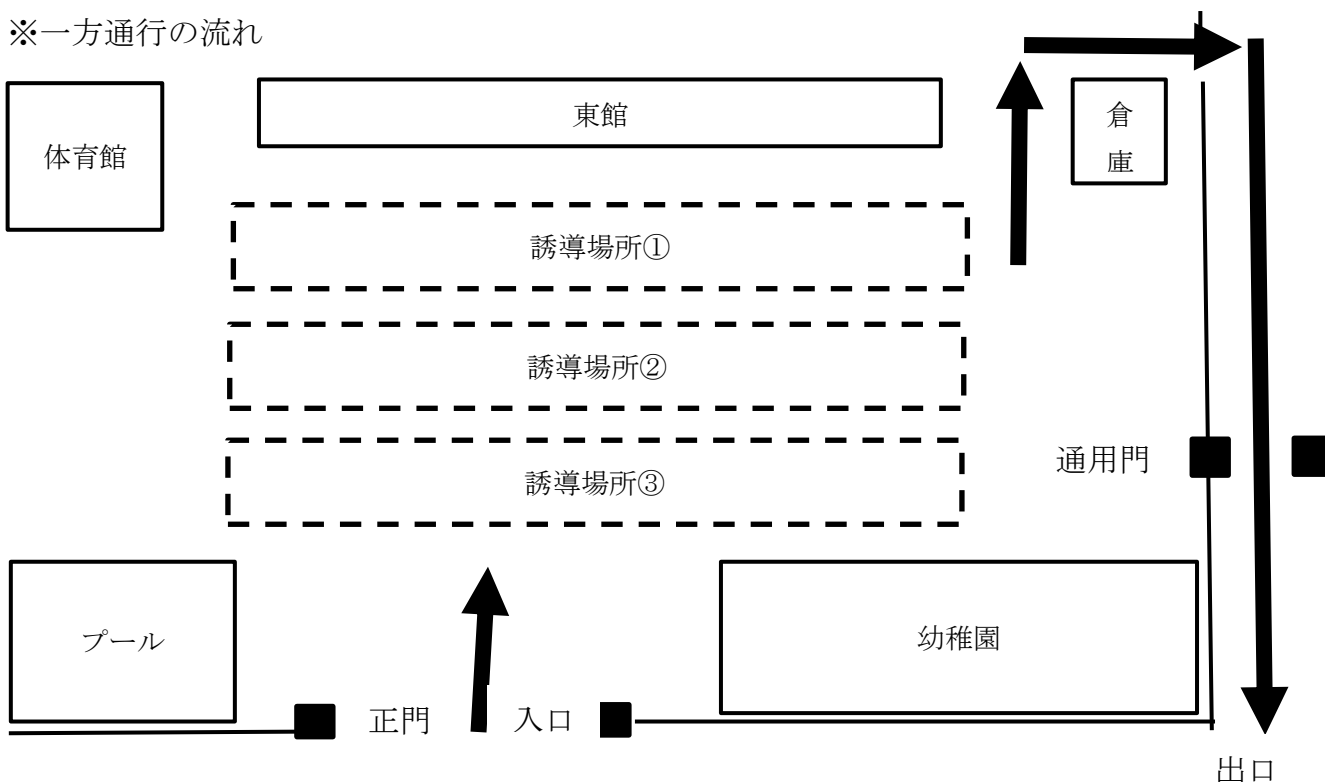 ※一方通行の流れ
体育館
東館
倉
庫
誘導場所①
誘導場所②
誘導場所③
通用門
プール
幼稚園
正門
入口
出口